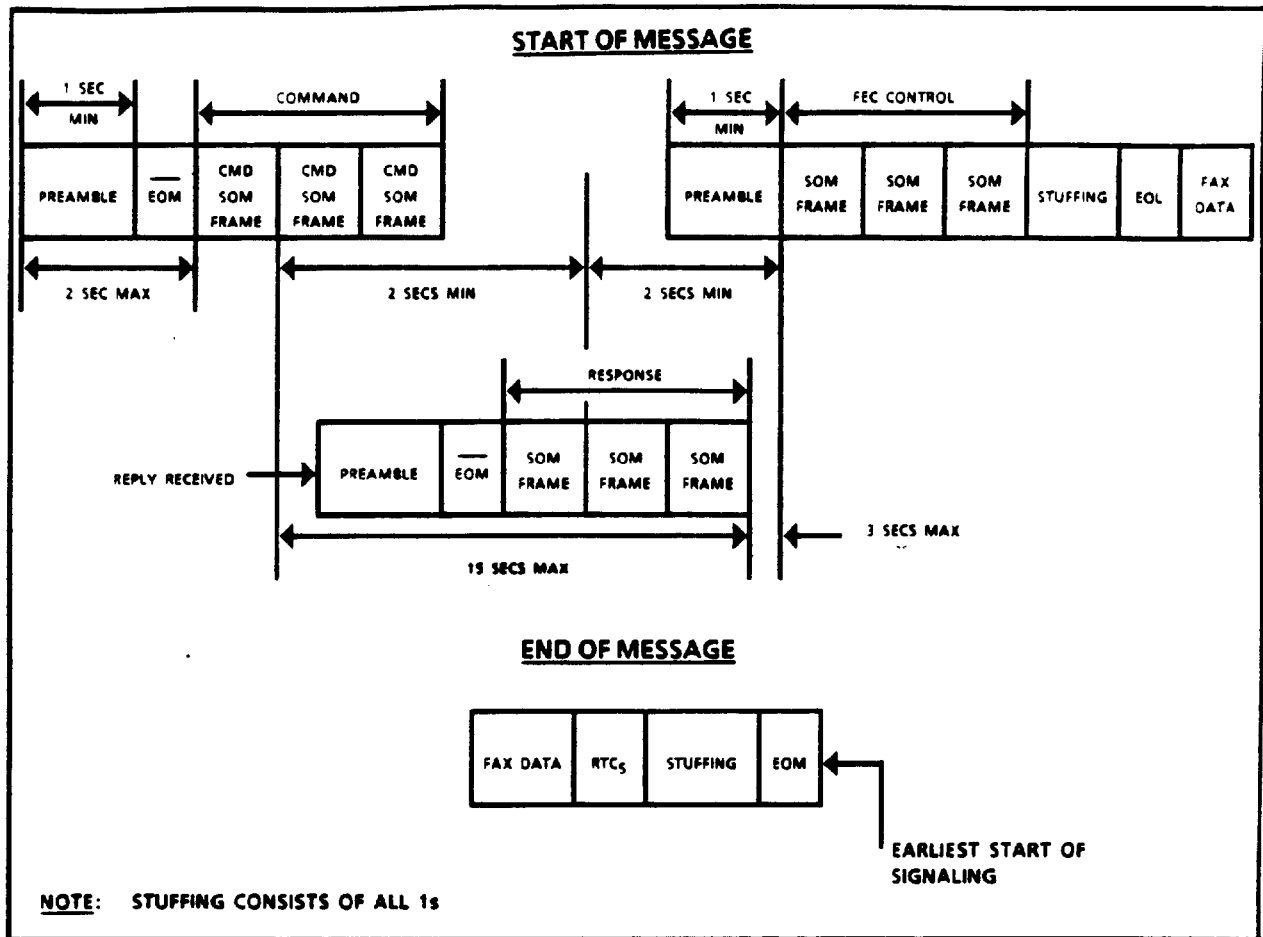 START OF MESSAGE
1 SEC
MIN
COMMAND
1 SEC
MIN
FEC CONTROL
PREAMBLE
EOM
CMD
SOM
FRAME
CMD
SOM
FRAME
CMD
SOM
FRAME
PREAMBLE
SOM
FRAME
SOM
FRAME
SOM
FRAME
STUFFING
EOL
FAX
DATA
2 SEC MAX
2 SECS MIN
2 SECS MIN
RESPONSE
REPLY RECEIVED
PREAMBLE
EOM
SOM
FRAME
SOM
FRAME
SOM
FRAME
15 SECS MAX
3 SECS MAX
END OF MESSAGE
FAX DATA
RTCS
STUFFING
EOM
EARLIEST START OF
SIGNALING
NOTE: STUFFING CONSISTS OF ALL 1s